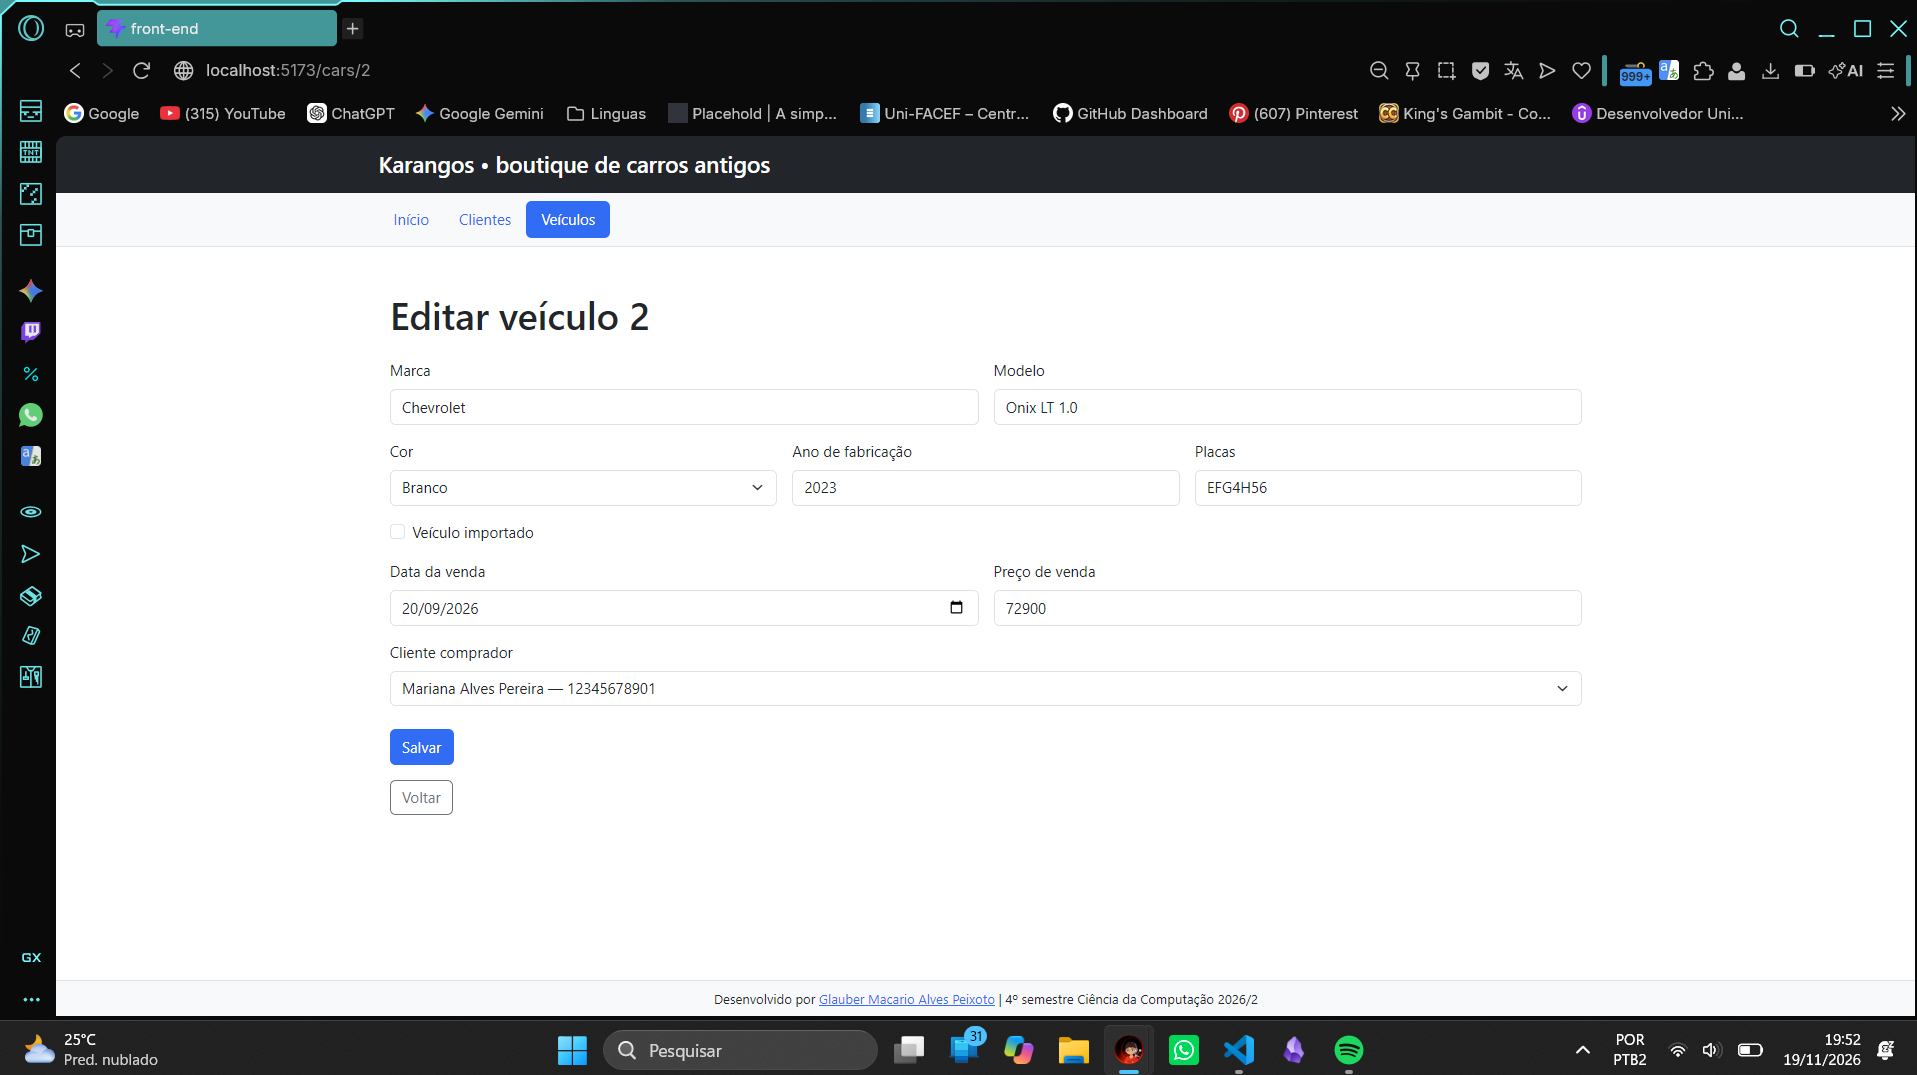 front-end
localhost:5173/cars/2
999+
AI
Google
(315) YouTube
ChatGPT
Google Gemini
Linguas
Placehold | A simp...
Uni-FACEF – Centr...
GitHub Dashboard
(607) Pinterest
King's Gambit - Co...
Desenvolvedor Uni...
Karangos • boutique de carros antigos
Início
Clientes
Veículos
Editar veículo 2
Marca
Modelo
Chevrolet
Onix LT 1.0
Cor
Ano de fabricação
Placas
Branco
2023
EFG4H56
Veículo importado
Data da venda
Preço de venda
20/09/2026
72900
Cliente comprador
Mariana Alves Pereira — 12345678901
Salvar
Voltar
GX
Desenvolvido por Glauber Macario Alves Peixoto | 4º semestre Ciência da Computação 2026/2
25°C
Pred. nublado
Pesquisar
31
POR
PTB2
19:52
19/11/2026